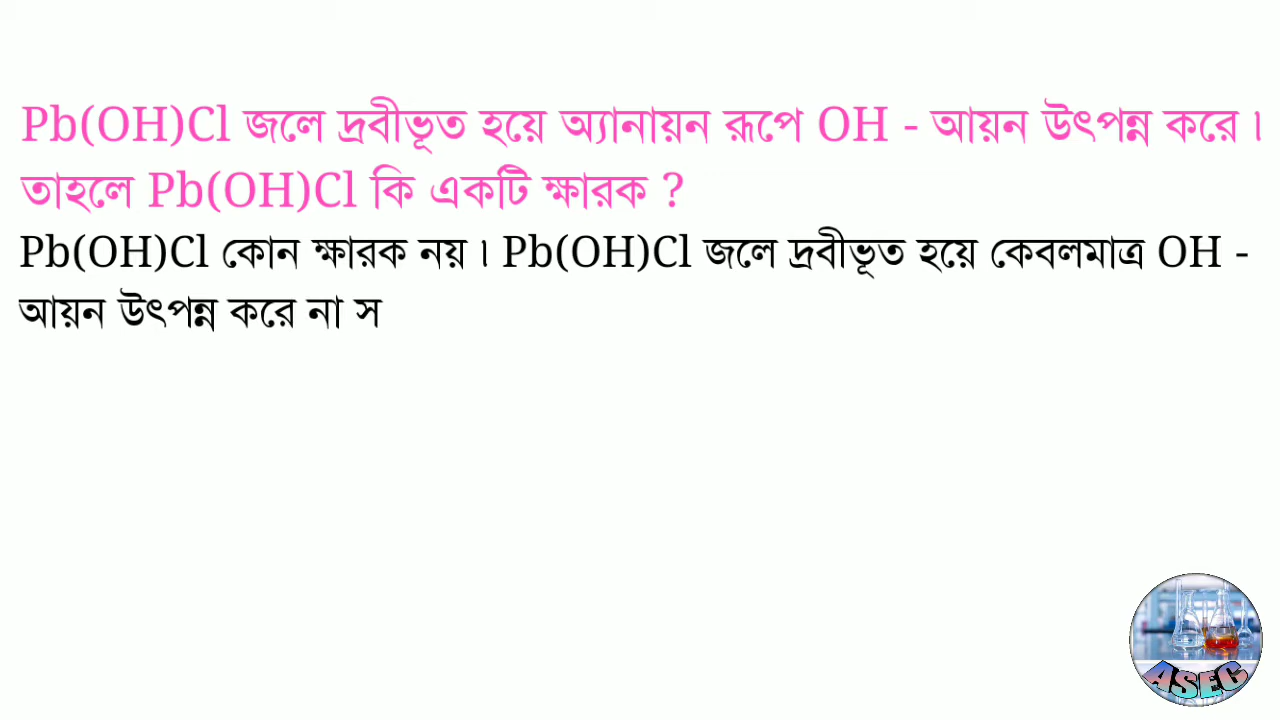 Pb(OH)Cl জলে দ্রবীভূত হয়ে অ্যানায়ন রূপে OH - আয়ন উৎপন্ন করে ৷
তাহলে Pb(OH)Cl কি একটি ক্ষারক ?
Pb(OH)Cl কোন ক্ষারক নয় ৷ Pb(OH)Cl জলে দ্রবীভূত হয়ে কেবলমাত্র OH -
আয়ন উৎপন্ন করে না স
ASEC